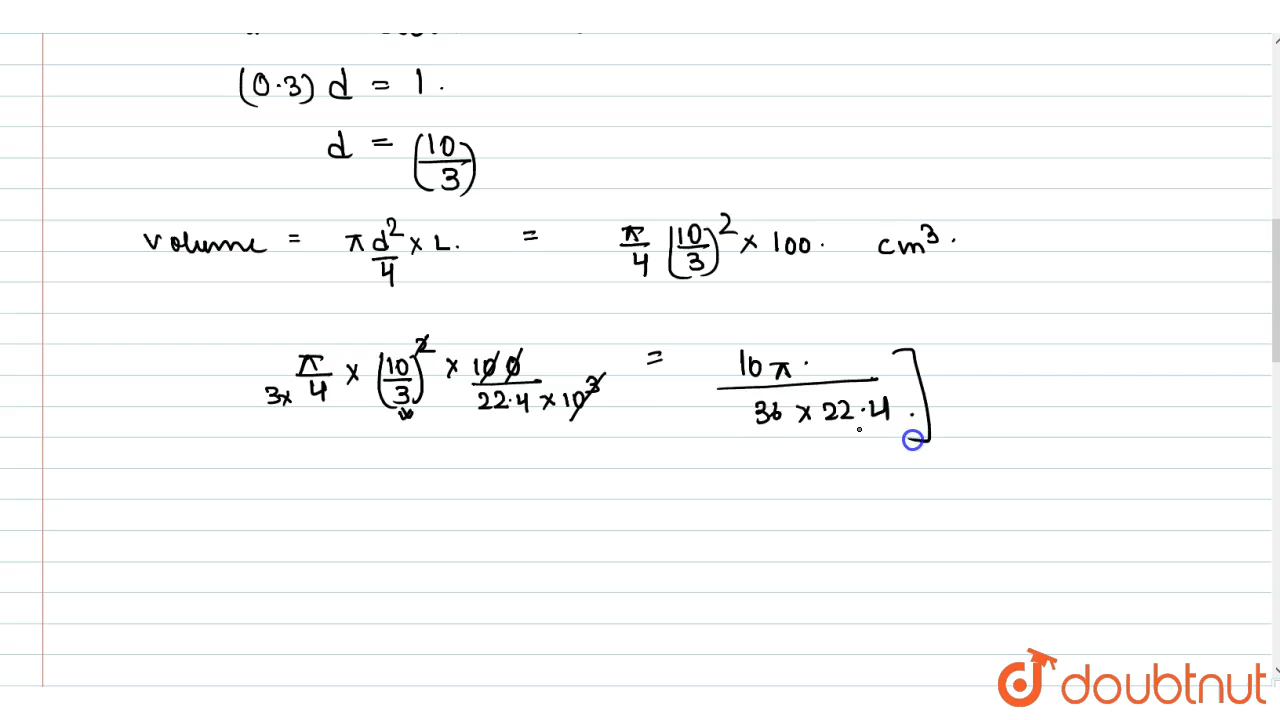 (0.3) d = 1.
d = (10/3)
Volume = πd²/4 × L. = π/4 (10/3)² × 100. cm³.
3× π/4 × (10/3)² × 100/22.4 × 10³ = 10π./36 × 22.4.
doubtnut